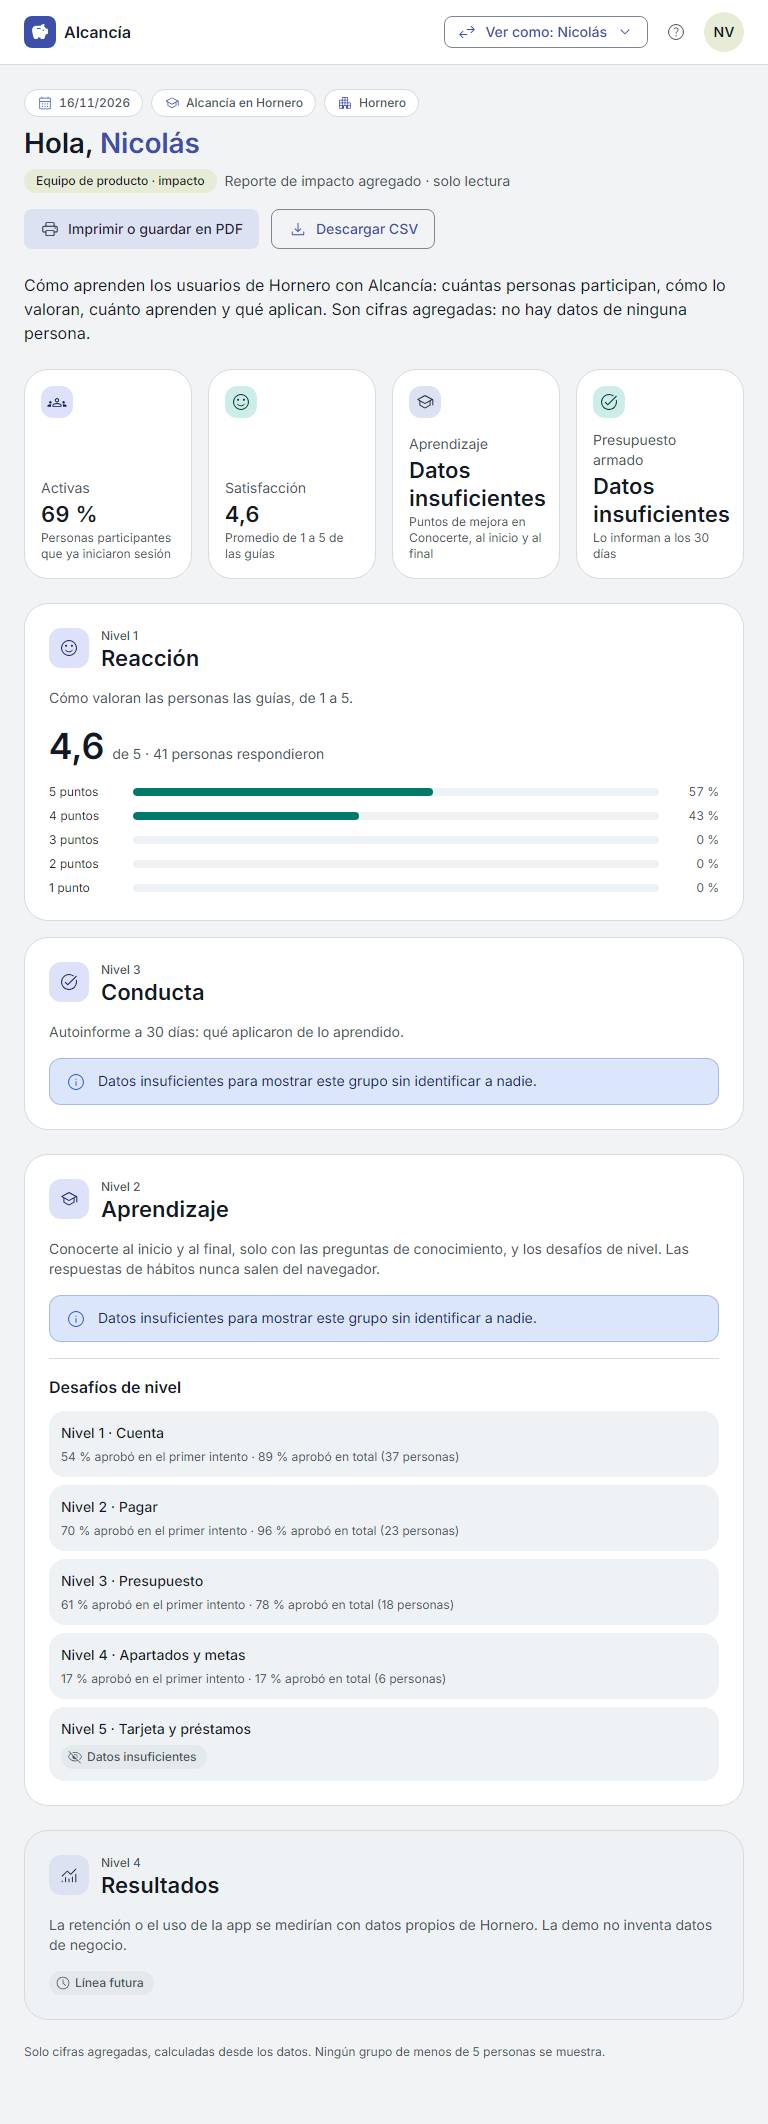 Alcancía
Ver como: Nicolás
NV
16/11/2026
Alcancía en Hornero
Hornero
Hola, Nicolás
Equipo de producto · impacto
Reporte de impacto agregado · solo lectura
Imprimir o guardar en PDF
Descargar CSV
Cómo aprenden los usuarios de Hornero con Alcancía: cuántas personas participan, cómo lo
valoran, cuánto aprenden y qué aplican. Son cifras agregadas: no hay datos de ninguna
persona.
Activas
69 %
Personas participantes
que ya iniciaron sesión
Satisfacción
4,6
Promedio de 1 a 5 de
las guías
Aprendizaje
Datos
insuficientes
Puntos de mejora en
Conocerte, al inicio y al
final
Presupuesto
armado
Datos
insuficientes
Lo informan a los 30
días
Nivel 1
Reacción
Cómo valoran las personas las guías, de 1 a 5.
4,6 de 5 · 41 personas respondieron
5 puntos 57 %
4 puntos 43 %
3 puntos 0 %
2 puntos 0 %
1 punto 0 %
Nivel 3
Conducta
Autoinforme a 30 días: qué aplicaron de lo aprendido.
Datos insuficientes para mostrar este grupo sin identificar a nadie.
Nivel 2
Aprendizaje
Conocerte al inicio y al final, solo con las preguntas de conocimiento, y los desafíos de nivel. Las
respuestas de hábitos nunca salen del navegador.
Datos insuficientes para mostrar este grupo sin identificar a nadie.
Desafíos de nivel
Nivel 1 · Cuenta
54 % aprobó en el primer intento · 89 % aprobó en total (37 personas)
Nivel 2 · Pagar
70 % aprobó en el primer intento · 96 % aprobó en total (23 personas)
Nivel 3 · Presupuesto
61 % aprobó en el primer intento · 78 % aprobó en total (18 personas)
Nivel 4 · Apartados y metas
17 % aprobó en el primer intento · 17 % aprobó en total (6 personas)
Nivel 5 · Tarjeta y préstamos
Datos insuficientes
Nivel 4
Resultados
La retención o el uso de la app se medirían con datos propios de Hornero. La demo no inventa datos
de negocio.
Línea futura
Solo cifras agregadas, calculadas desde los datos. Ningún grupo de menos de 5 personas se muestra.